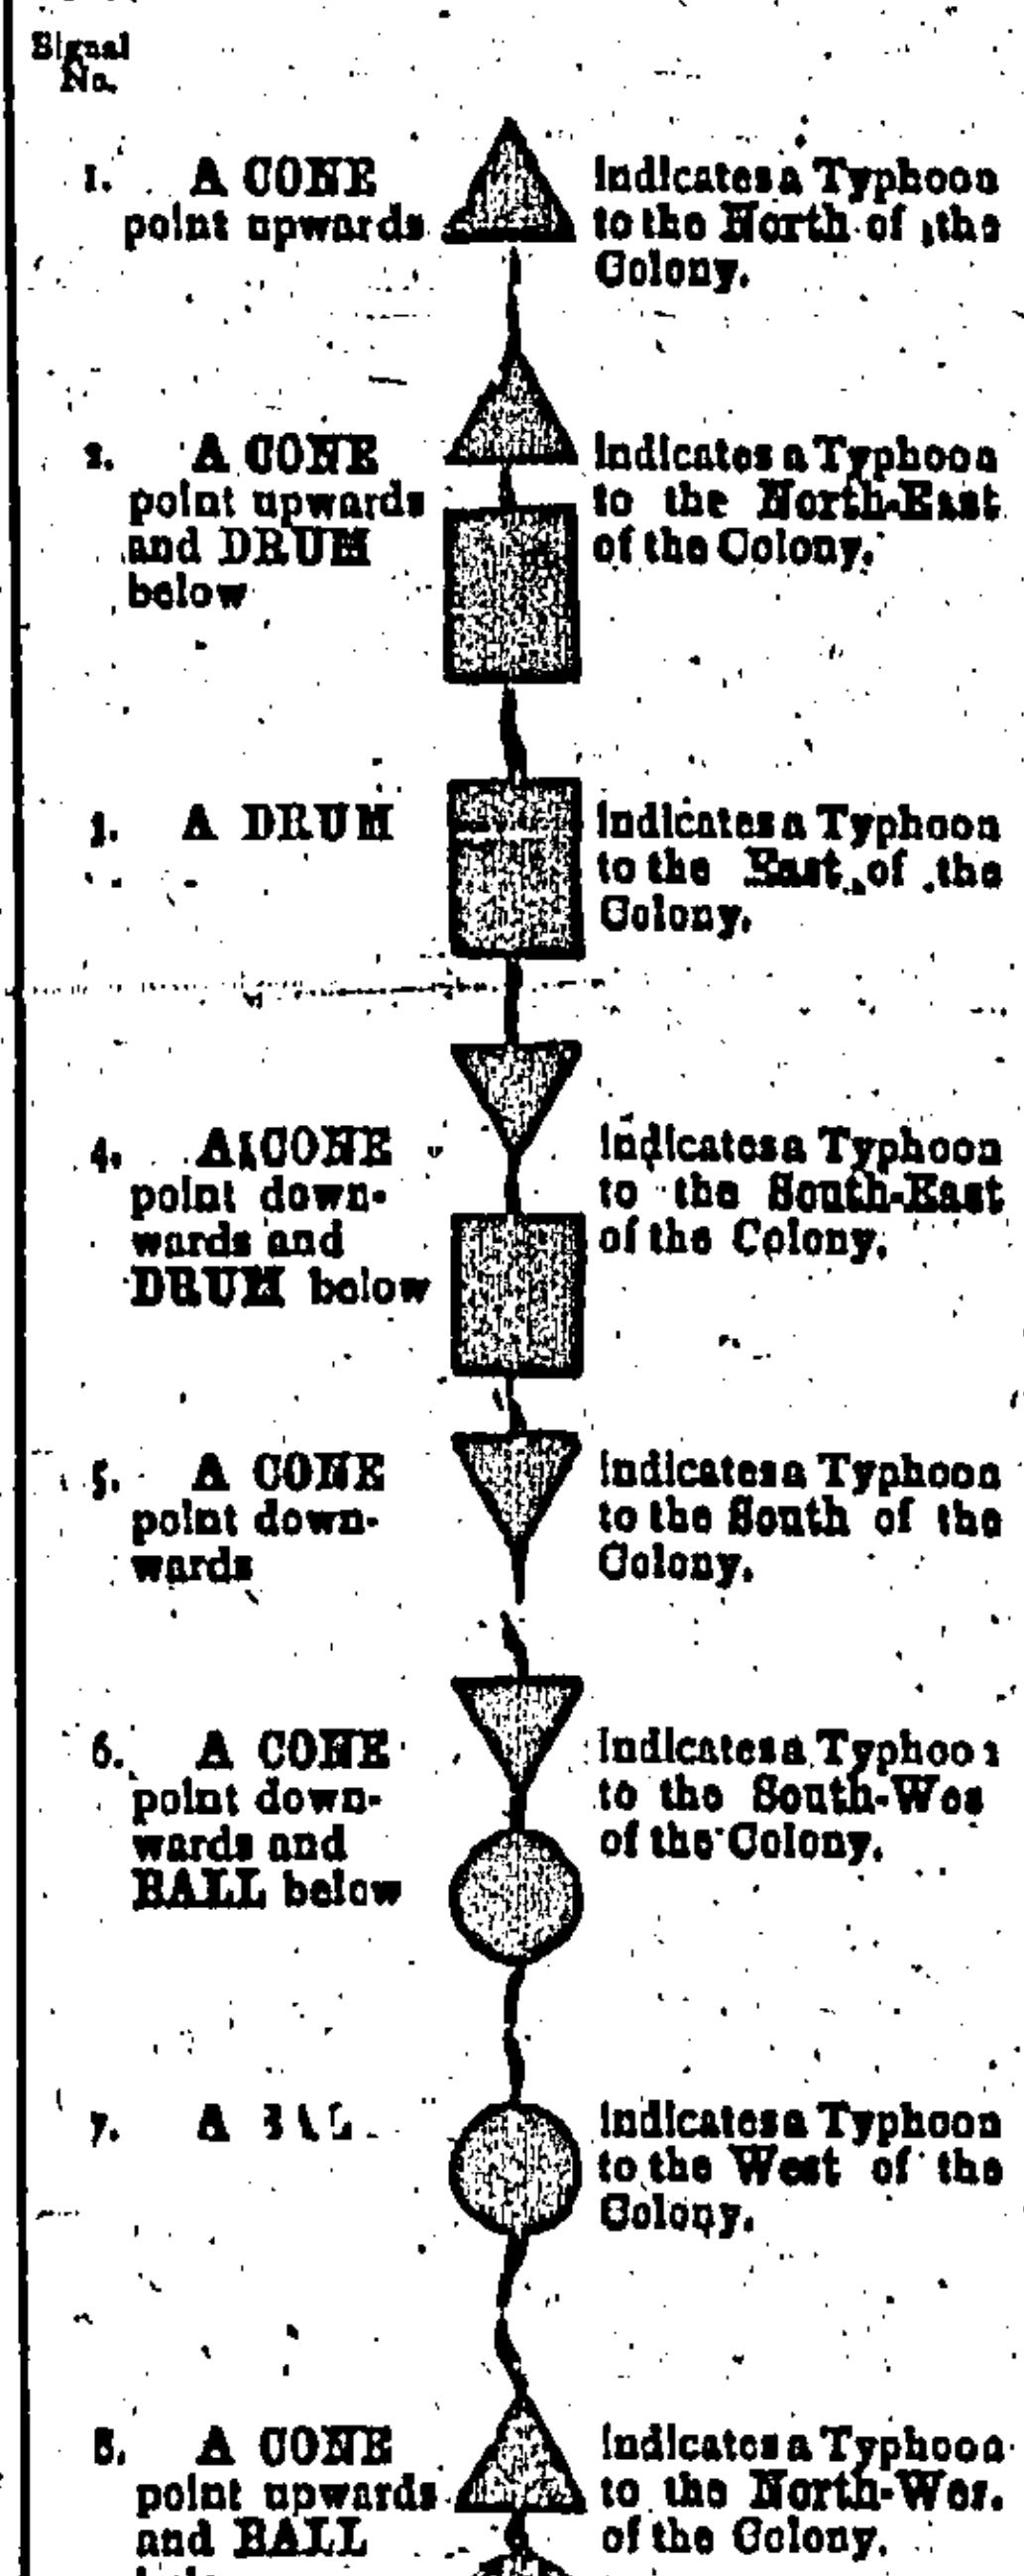 Signal
No.
1. A CONE
point upwards
Indicates a Typhoon
to the North of the
Colony.
2. A CONE
point upwards
and DRUM
below
Indicates a Typhoon
to the North-East
of the Colony.
3. A DRUM
Indicates a Typhoon
to the East of the
Colony.
4. A CONE
point down-
wards and
DRUM below
Indicates a Typhoon
to the South-East
of the Colony.
5. A CONE
point down-
wards
Indicates a Typhoon
to the South of the
Colony.
6. A CONE
point down-
wards and
BALL below
Indicates a Typhoon
to the South-Wes
of the Colony.
7. A
Indicates a Typhoon
to the West of the
Colony.
8. A CONE
point upwards
and BALL
Indicates a Typhoon
to the North-Wes.
of the Colony.